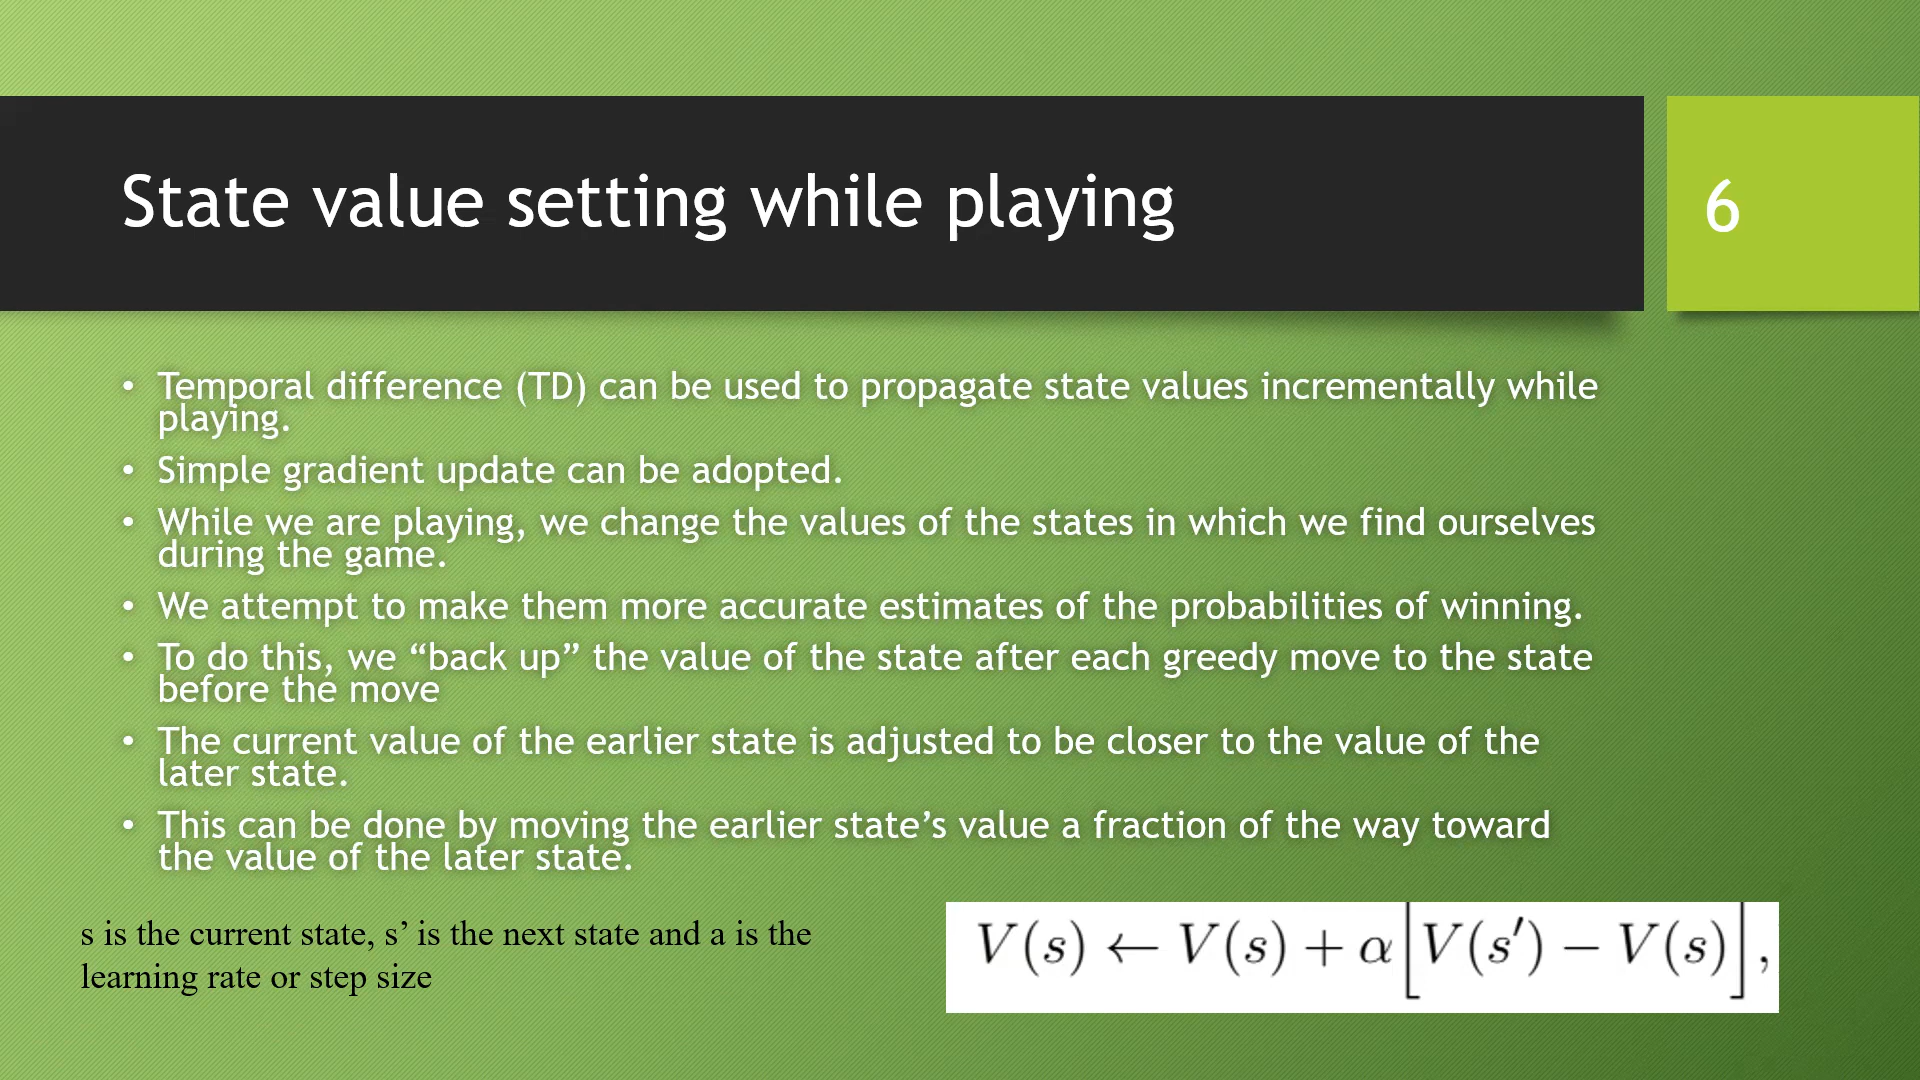 State value setting while playing
6
• Temporal difference (TD) can be used to propagate state values incrementally while
playing.
• Simple gradient update can be adopted.
• While we are playing, we change the values of the states in which we find ourselves
during the game.
• We attempt to make them more accurate estimates of the probabilities of winning.
• To do this, we “back up” the value of the state after each greedy move to the state
before the move
• The current value of the earlier state is adjusted to be closer to the value of the
later state.
• This can be done by moving the earlier state’s value a fraction of the way toward
the value of the later state.
s is the current state, s’ is the next state and a is the
learning rate or step size
V(s) ← V(s) + α[V(s′) − V(s)],